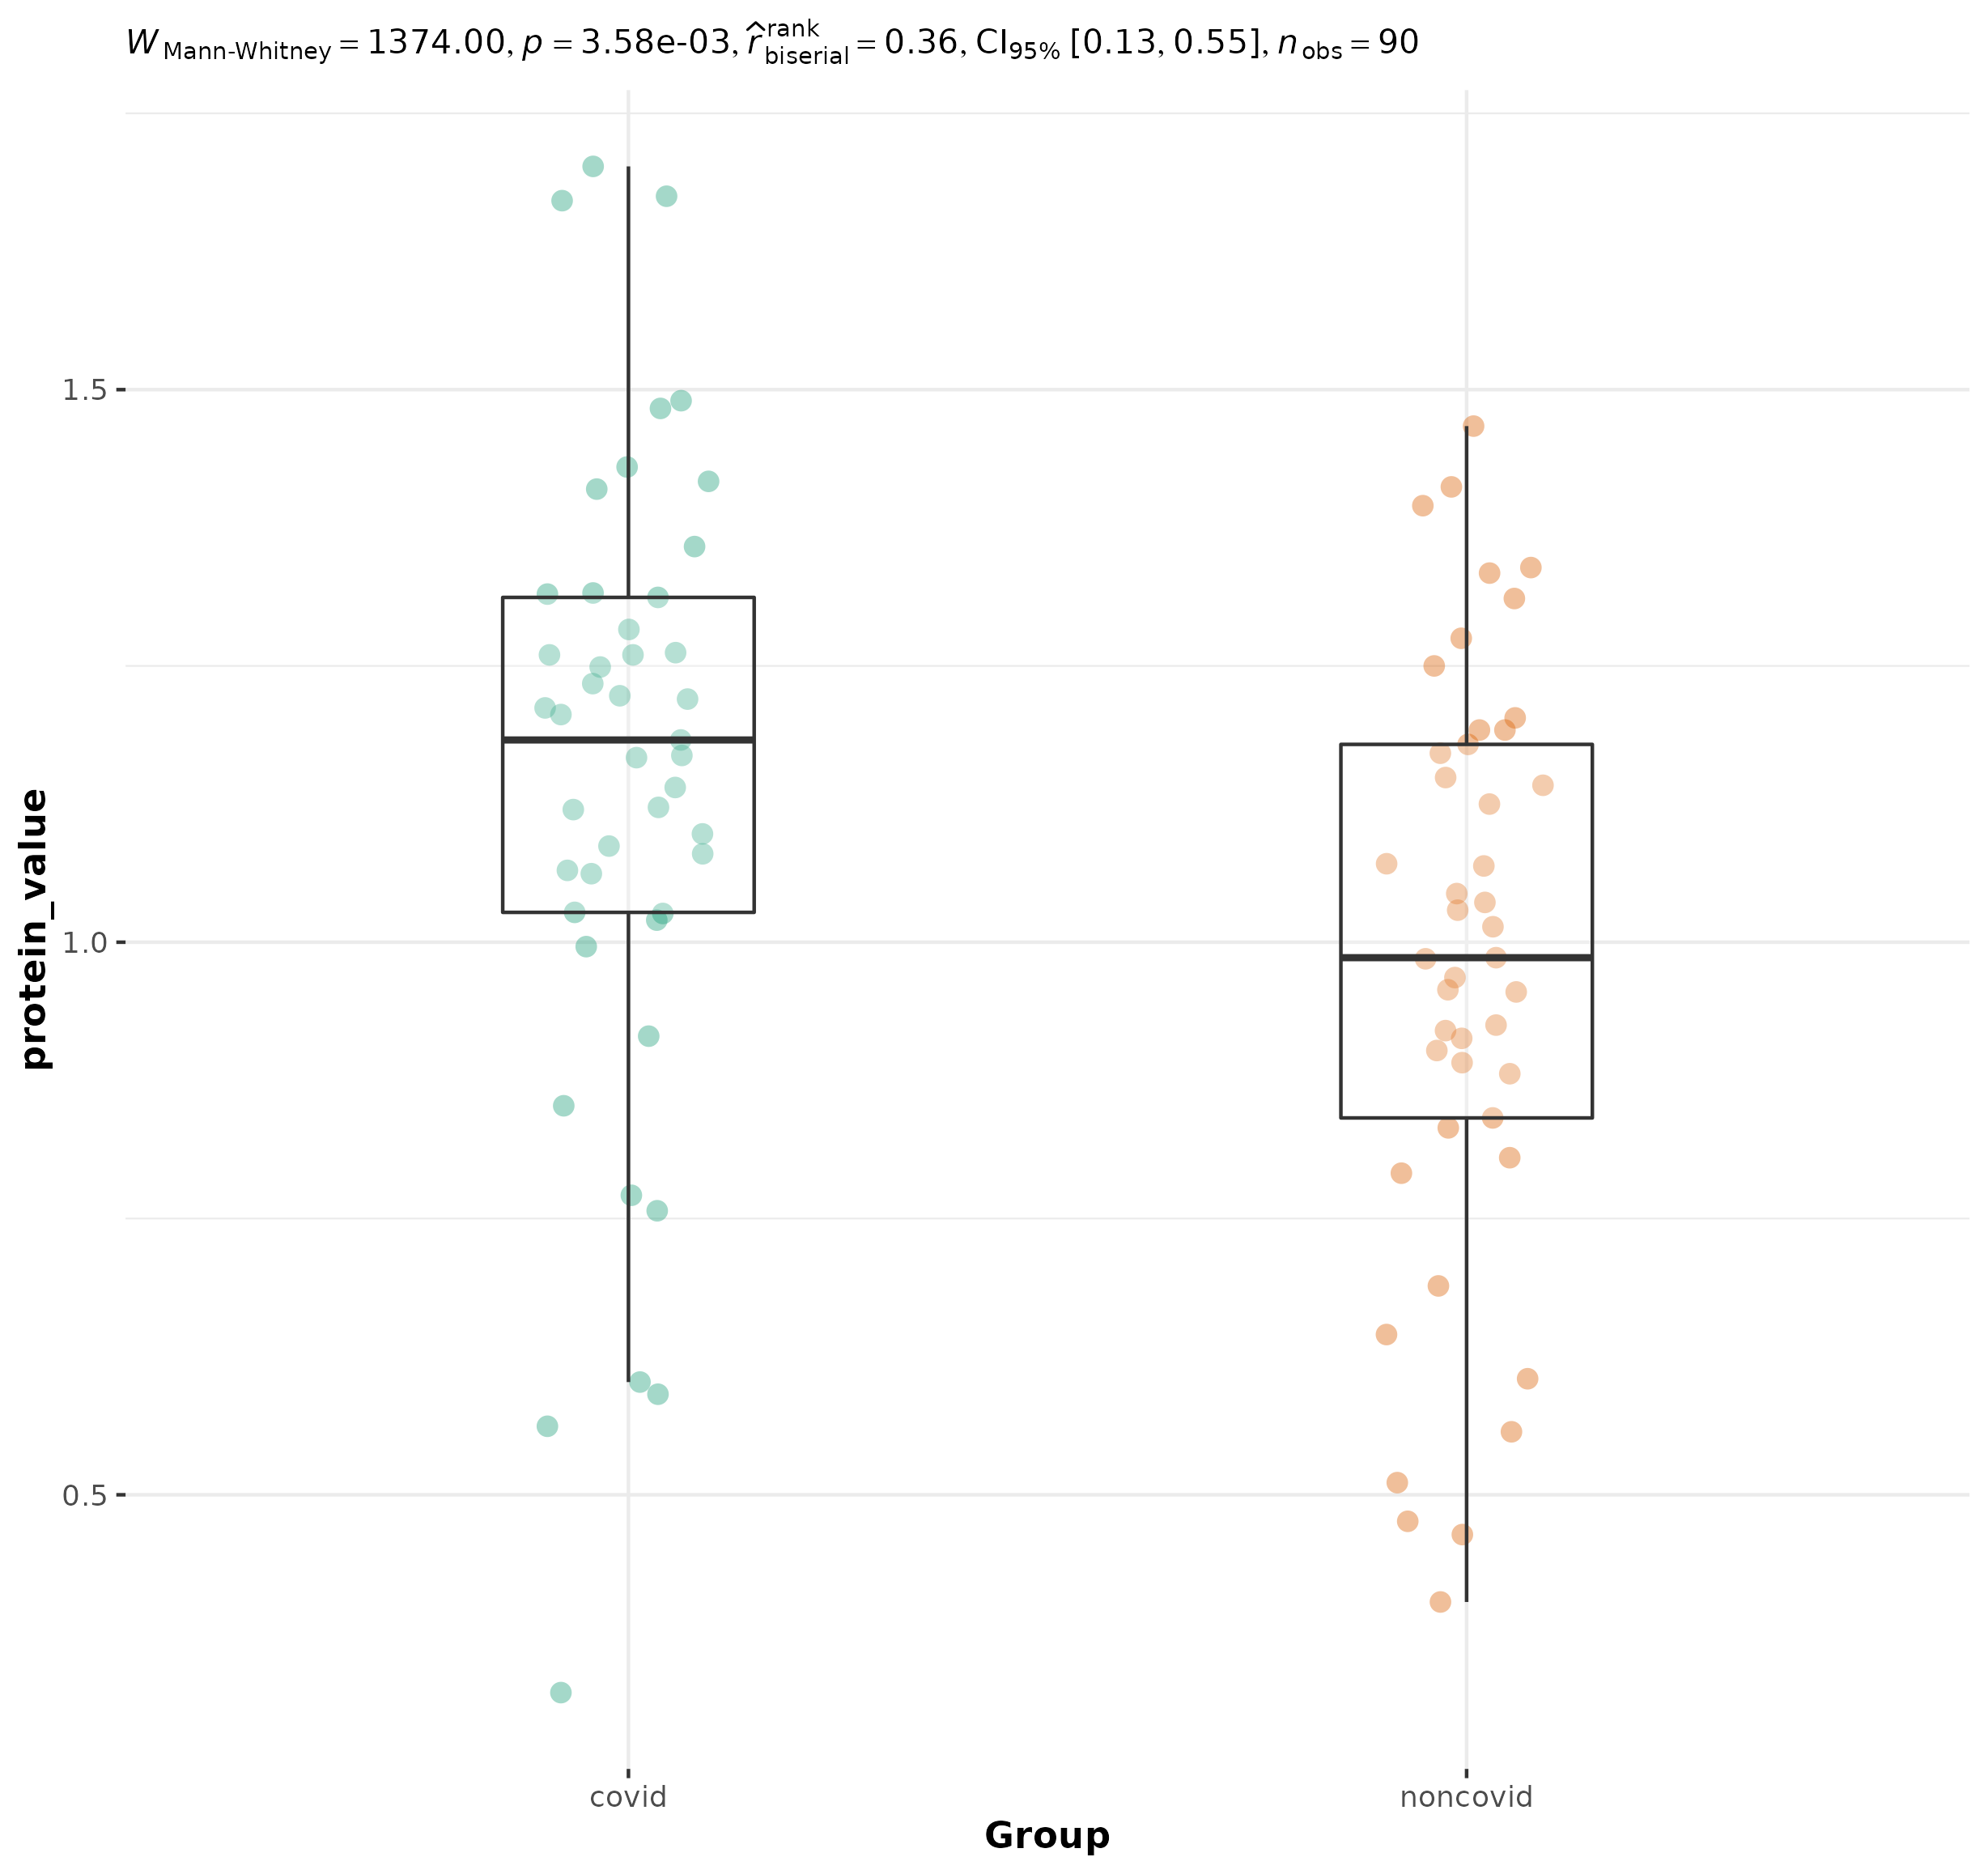 W Mann-Whitney = 1374.00, p = 3.58e-03, r̂ rank biserial = 0.36, CI95% [0.13, 0.55], n obs = 90
protein_value
1.5
1.0
0.5
covid noncovid
Group